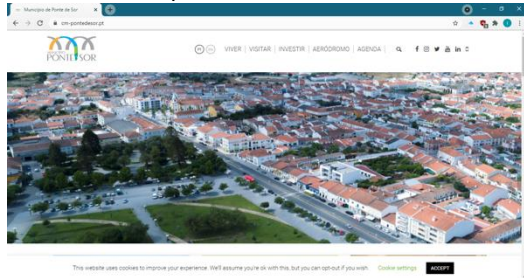 Município de Ponte de Sor
cm-pontedesor.pt
PONTE SOR
VIVER | VISITAR | INVESTIR | AERÓDROMO | AGENDA |
This website uses cookies to improve your experience. We'll assume you're ok with this, but you can opt-out if you wish. Cookie settings ACCEPT